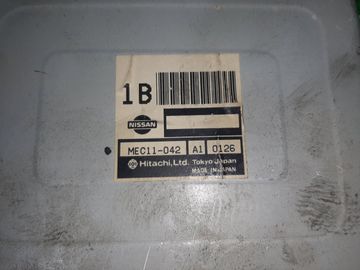 1B
NISSAN
MEC11-042 A1 0126
Hitachi, Ltd. Tokyo Japan
MADE IN JAPAN